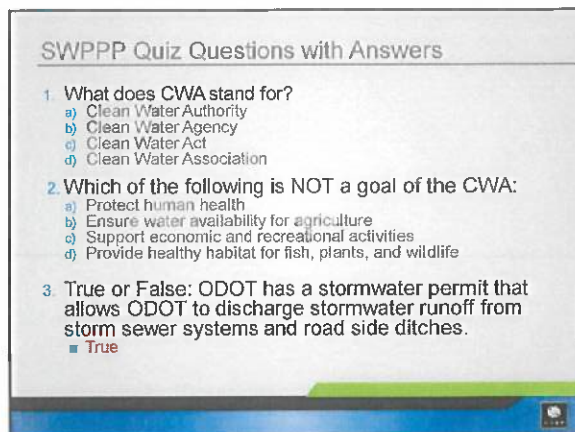 SWPPP Quiz Questions with Answers
1. What does CWA stand for?
a) Clean Water Authority
b) Clean Water Agency
c) Clean Water Act
d) Clean Water Association
2. Which of the following is NOT a goal of the CWA:
a) Protect human health
b) Ensure water availability for agriculture
c) Support economic and recreational activities
d) Provide healthy habitat for fish, plants, and wildlife
3. True or False: ODOT has a stormwater permit that
allows ODOT to discharge stormwater runoff from
storm sewer systems and road side ditches.
■ True